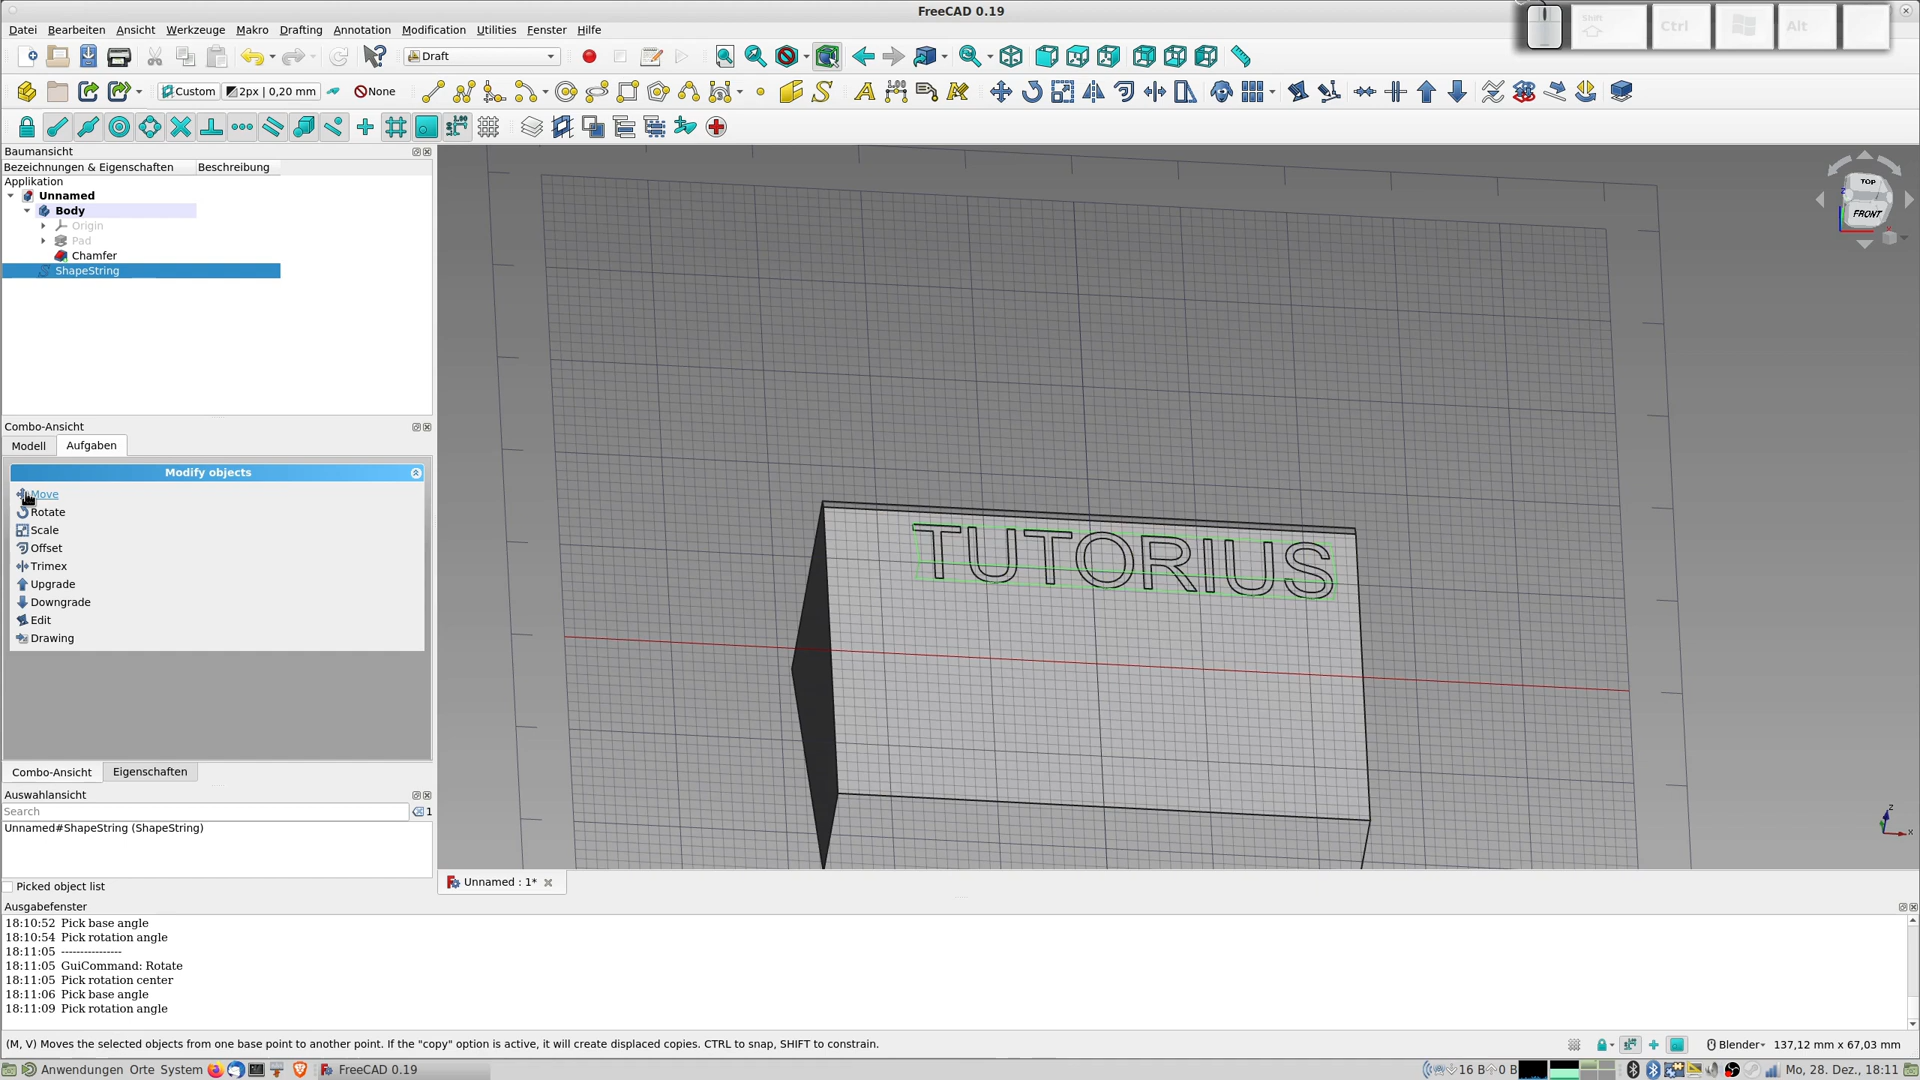 FreeCAD 0.19
Shift
Ctrl
Alt
Datei Bearbeiten Ansicht Werkzeuge Makro Drafting Annotation Modification Utilities Fenster Hilfe
Draft
Custom 2px | 0,20 mm None
Baumansicht
Bezeichnungen & Eigenschaften Beschreibung
Applikation
Unnamed
Body
Origin
Pad
Chamfer
ShapeString
TOP
FRONT
TUTORIUS
Combo-Ansicht
Modell Aufgaben
Modify objects
Move
Rotate
Scale
Offset
Trimex
Upgrade
Downgrade
Edit
Drawing
Combo-Ansicht Eigenschaften
Auswahlansicht
Search
1
Unnamed#ShapeString (ShapeString)
Picked object list
Z
X
Unnamed : 1*
Ausgabefenster
18:10:52 Pick base angle
18:10:54 Pick rotation angle
18:11:05 ----------------
18:11:05 GuiCommand: Rotate
18:11:05 Pick rotation center
18:11:06 Pick base angle
18:11:09 Pick rotation angle
(M, V) Moves the selected objects from one base point to another point. If the "copy" option is active, it will create displaced copies. CTRL to snap, SHIFT to constrain.
Blender 137,12 mm x 67,03 mm
Anwendungen Orte System FreeCAD 0.19 16 B 0 B Mo, 28. Dez., 18:11